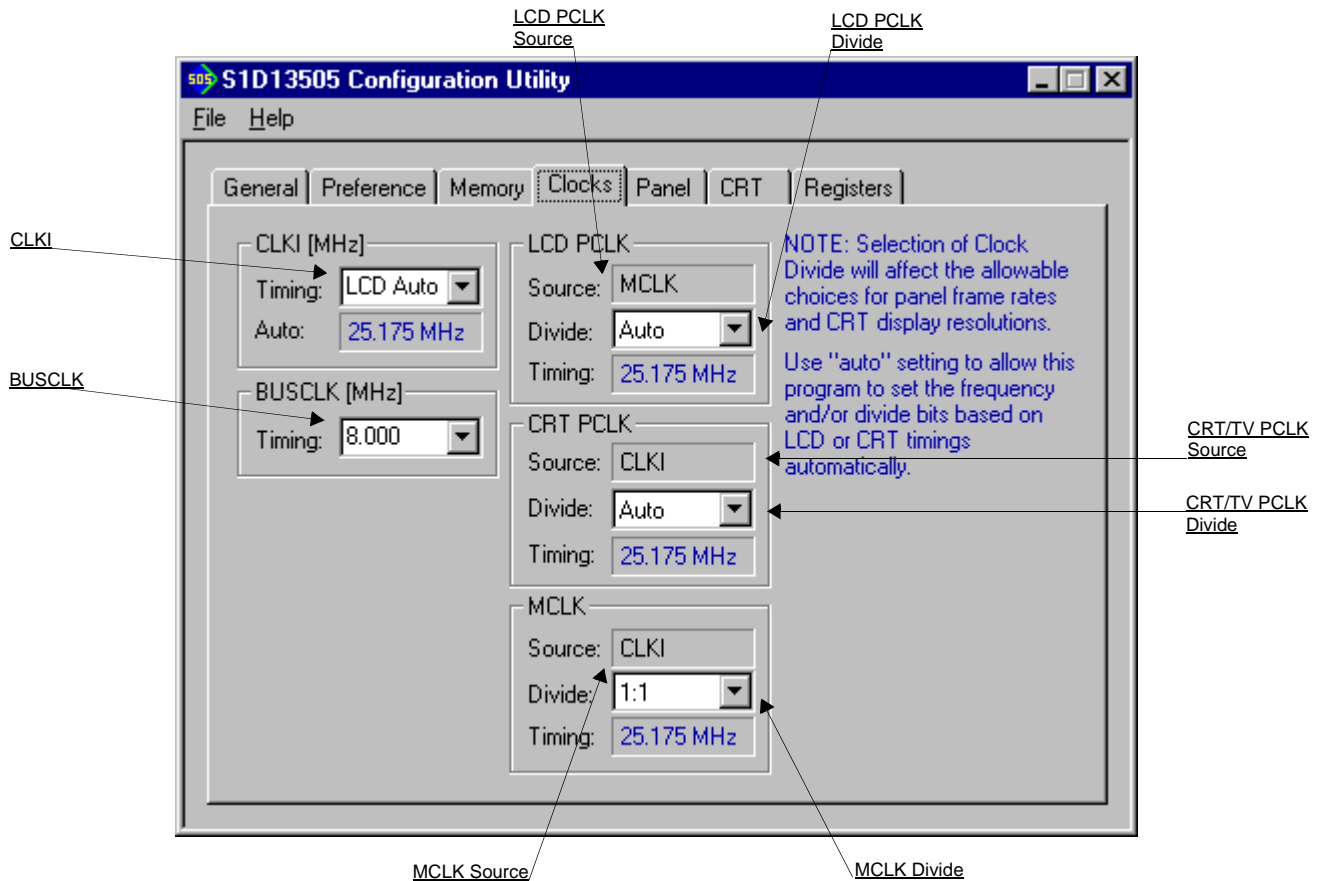 LCD PCLK
Source
LCD PCLK
Divide
505
S1D13505 Configuration Utility
File Help
General Preference Memory Clocks Panel CRT Registers
CLKI
CLKI [MHz]
Timing: LCD Auto
Auto: 25.175 MHz
BUSCLK
BUSCLK [MHz]
Timing: 8.000
LCD PCLK
Source: MCLK
Divide: Auto
Timing: 25.175 MHz
CRT PCLK
Source: CLKI
Divide: Auto
Timing: 25.175 MHz
MCLK
Source: CLKI
Divide: 1:1
Timing: 25.175 MHz
NOTE: Selection of Clock
Divide will affect the allowable
choices for panel frame rates
and CRT display resolutions.
Use "auto" setting to allow this
program to set the frequency
and/or divide bits based on
LCD or CRT timings
automatically.
CRT/TV PCLK
Source
CRT/TV PCLK
Divide
MCLK Source
MCLK Divide